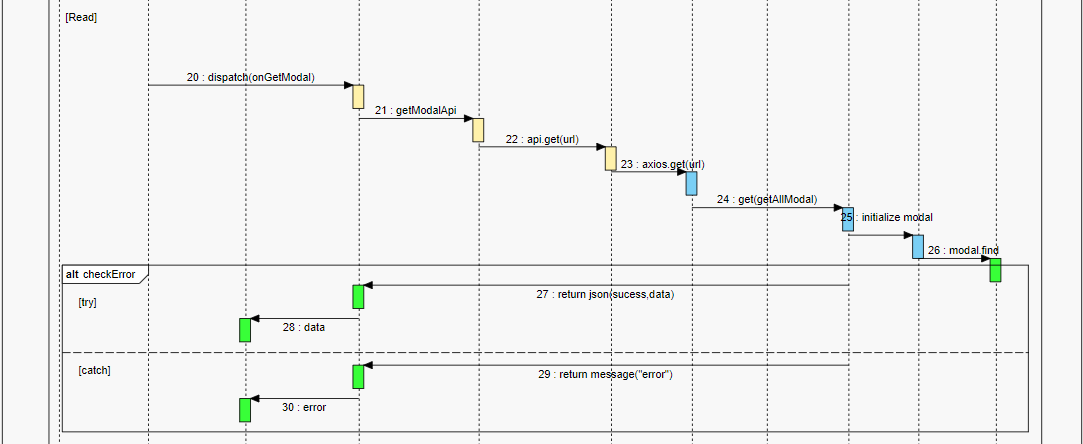 [Read]
20 : dispatch(onGetModal)
21 : getModalApi
22 : api.get(url)
23 : axios.get(url)
24 : get(getAllModal)
25 : initialize modal
26 : modal.find
alt checkError
[try]
27 : return json(sucess,data)
28 : data
[catch]
29 : return message("error")
30 : error